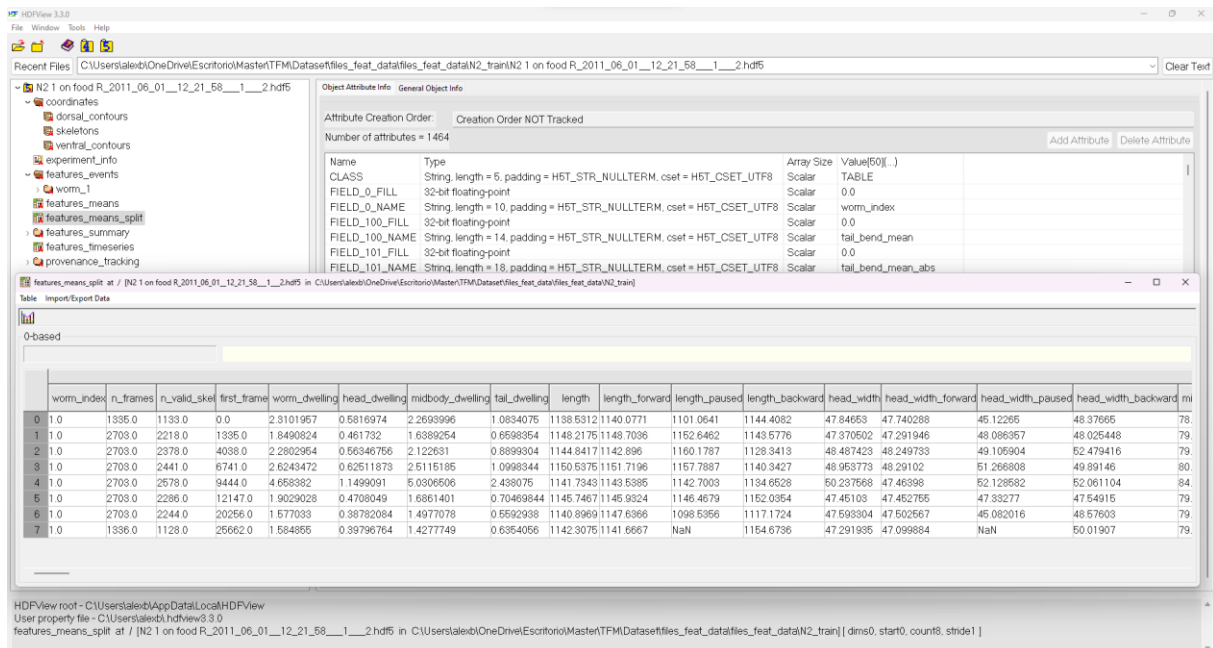 HDFView 3.3.0
File Window Tools Help
Recent Files C:\Users\alexb\OneDrive\Escritorio\Master\TFM\Dataset\files_feat_data\files_feat_data\N2_train\N2 1 on food R_2011_06_01__12_21_58___1___2.hdf5 Clear Text
N2 1 on food R_2011_06_01__12_21_58___1___2.hdf5
coordinates
dorsal_contours
skeletons
ventral_contours
experiment_info
features_events
worm_1
features_means
features_means_split
features_summary
features_timeseries
provenance_tracking
Object Attribute Info General Object Info
Attribute Creation Order: Creation Order NOT Tracked
Number of attributes = 1464 Add Attribute Delete Attribute
Name Type Array Size Value[50](...)
CLASS String, length = 5, padding = H5T_STR_NULLTERM, cset = H5T_CSET_UTF8 Scalar TABLE
FIELD_0_FILL 32-bit floating-point Scalar 0.0
FIELD_0_NAME String, length = 10, padding = H5T_STR_NULLTERM, cset = H5T_CSET_UTF8 Scalar worm_index
FIELD_100_FILL 32-bit floating-point Scalar 0.0
FIELD_100_NAME String, length = 14, padding = H5T_STR_NULLTERM, cset = H5T_CSET_UTF8 Scalar tail_bend_mean
FIELD_101_FILL 32-bit floating-point Scalar 0.0
FIELD_101_NAME String, length = 18, padding = H5T_STR_NULLTERM, cset = H5T_CSET_UTF8 Scalar tail_bend_mean_abs
features_means_split at / [N2 1 on food R_2011_06_01__12_21_58___1___2.hdf5 in C:\Users\alexb\OneDrive\Escritorio\Master\TFM\Dataset\files_feat_data\files_feat_data\N2_train]
Table Import/Export Data
0-based
worm_index n_frames n_valid_skel first_frame worm_dwelling head_dwelling midbody_dwelling tail_dwelling length length_forward length_paused length_backward head_width head_width_forward head_width_paused head_width_backward mi
0 1.0 1335.0 1133.0 0.0 2.3101957 0.5816974 2.2693996 1.0834075 1138.5312 1140.0771 1101.0641 1144.4082 47.84653 47.740288 45.12265 48.37665 78.
1 1.0 2703.0 2218.0 1335.0 1.8490824 0.461732 1.6389254 0.6598354 1148.2175 1148.7036 1152.6462 1143.5776 47.370502 47.291946 48.086357 48.025448 79.
2 1.0 2703.0 2378.0 4038.0 2.2802954 0.56346756 2.122631 0.8899304 1144.8417 1142.896 1160.1787 1128.3413 48.487423 48.249733 49.105904 52.479416 79.
3 1.0 2703.0 2441.0 6741.0 2.6243472 0.62511873 2.5115185 1.0998344 1150.5375 1151.7196 1157.7887 1140.3427 48.953773 48.29102 51.266808 49.89146 80.
4 1.0 2703.0 2578.0 9444.0 4.658382 1.1499091 5.0306506 2.438075 1141.7343 1143.5385 1142.7003 1134.6528 50.237568 47.46398 52.128582 52.061104 84.
5 1.0 2703.0 2286.0 12147.0 1.9029028 0.4708049 1.6861401 0.70469844 1145.7467 1145.9324 1146.4679 1152.0354 47.45103 47.452755 47.33277 47.54915 79.
6 1.0 2703.0 2244.0 20256.0 1.577033 0.38782084 1.4977078 0.5592938 1140.8969 1147.6366 1098.5356 1117.1724 47.593304 47.502567 45.082016 48.57603 79.
7 1.0 1336.0 1128.0 25662.0 1.584855 0.39796764 1.4277749 0.6354056 1142.3075 1141.6667 NaN 1154.6736 47.291935 47.099884 NaN 50.01907 79.
HDFView root - C:\Users\alexb\AppData\Local\HDFView
User property file - C:\Users\alexb\.hdfview3.3.0
features_means_split at / [N2 1 on food R_2011_06_01__12_21_58___1___2.hdf5 in C:\Users\alexb\OneDrive\Escritorio\Master\TFM\Dataset\files_feat_data\files_feat_data\N2_train] [ dims0, start0, count8, stride1 ]